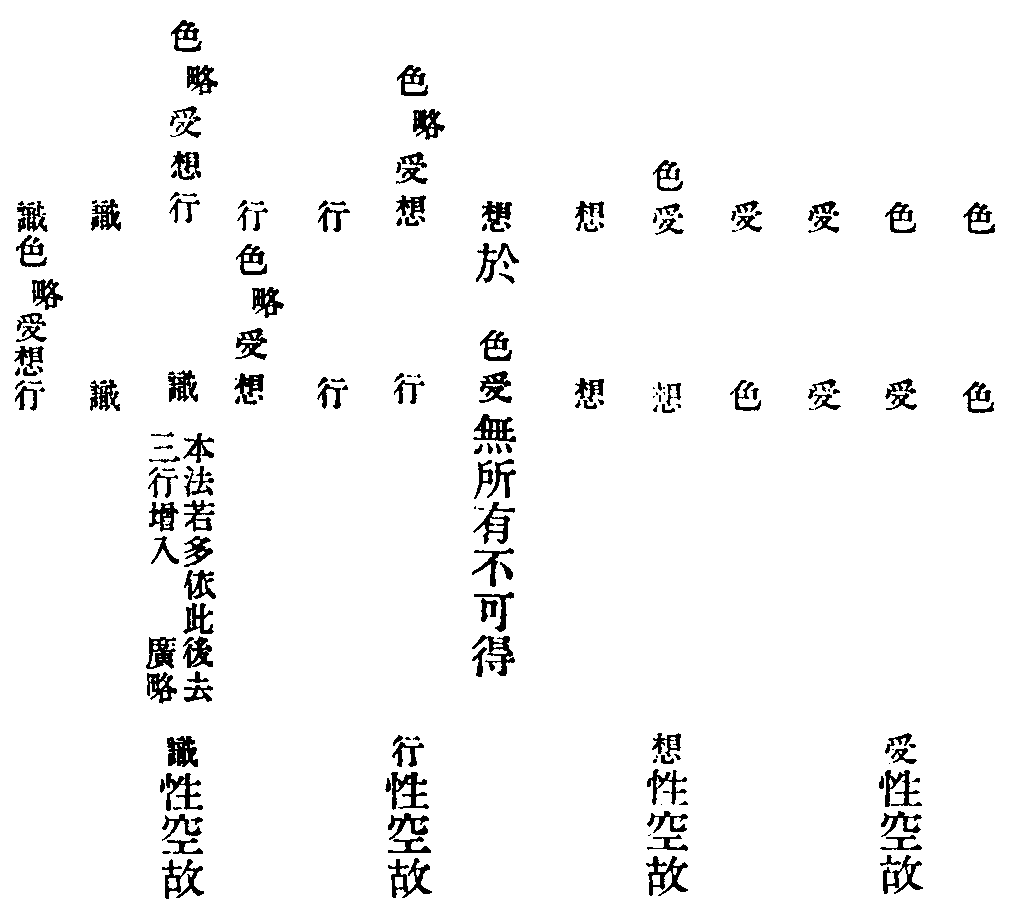 色　色
色　受　受性空故
受　受
受　色
色受　想　想性空故
想　想
想於　色受無所有不可得
色略受想　行　行性空故
行　行
行色略受想
色略受想行　識
本法若多依此後去
三行增入　廣略
識性空故
識　識
識色略受想行